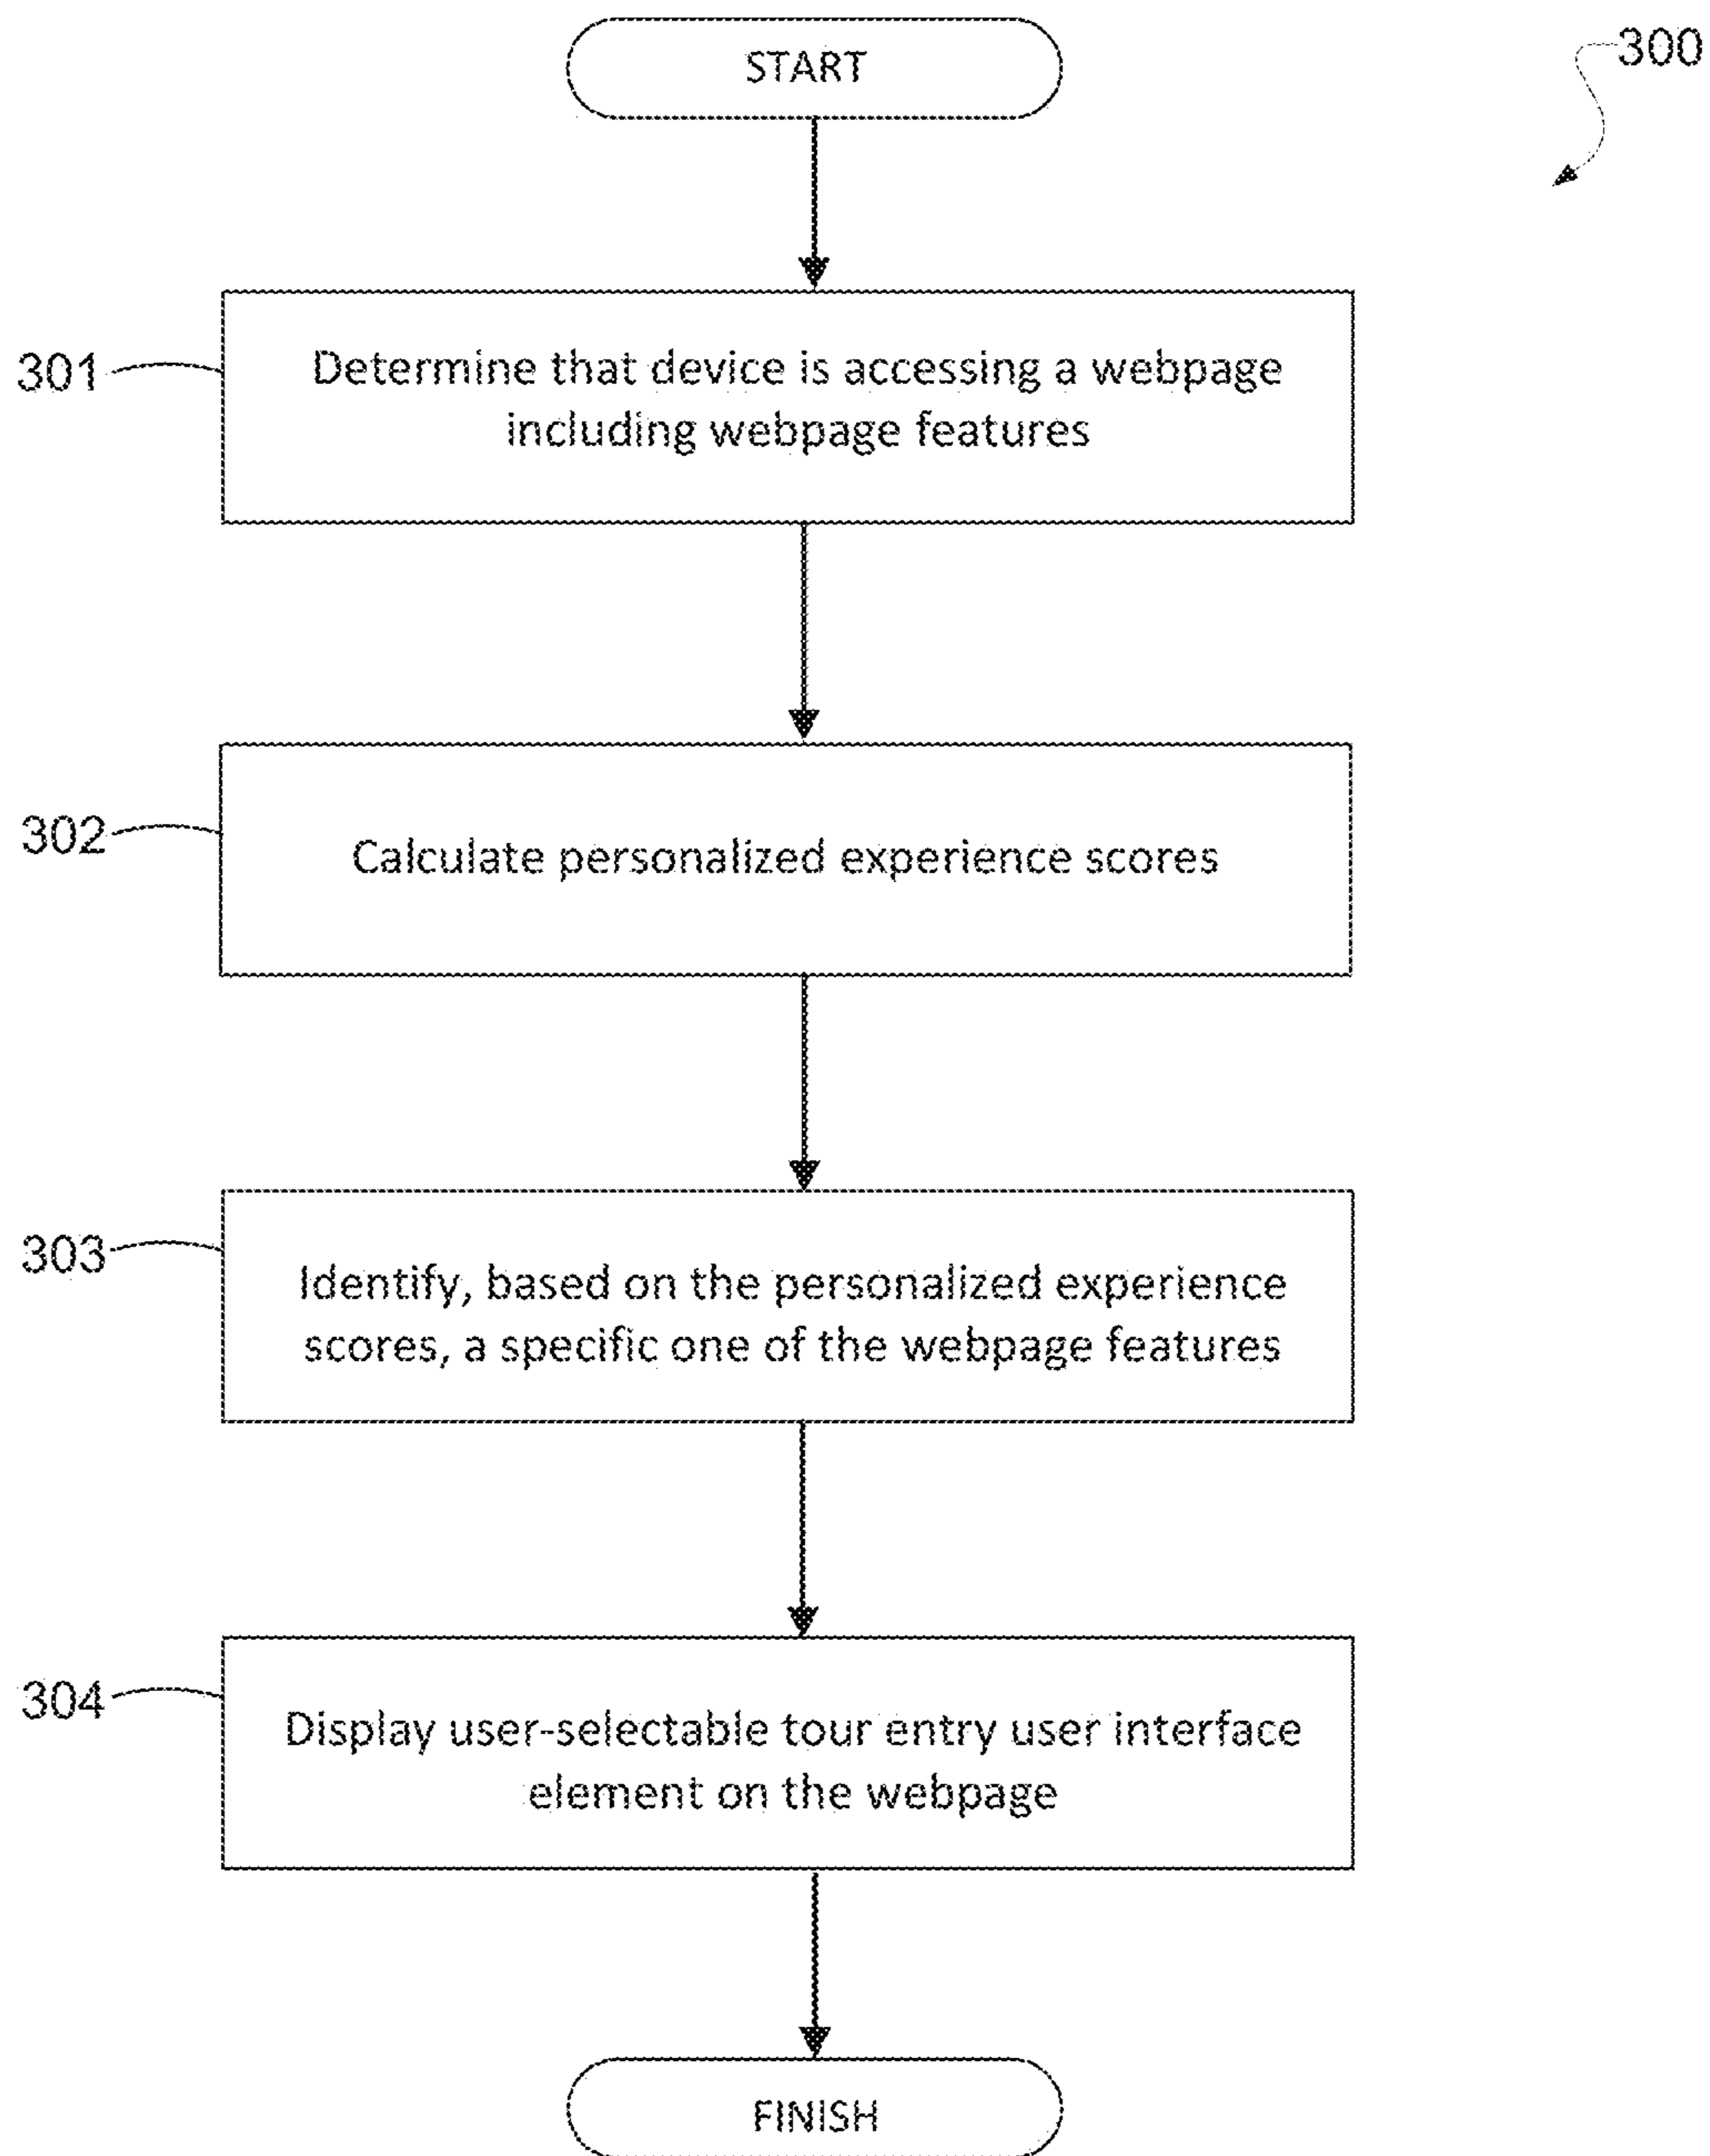 START
300
301
Determine that device is accessing a webpage
including webpage features
302
Calculate personalized experience scores
303
Identify, based on the personalized experience
scores, a specific one of the webpage features
304
Display user-selectable tour entry user interface
element on the webpage
FINISH